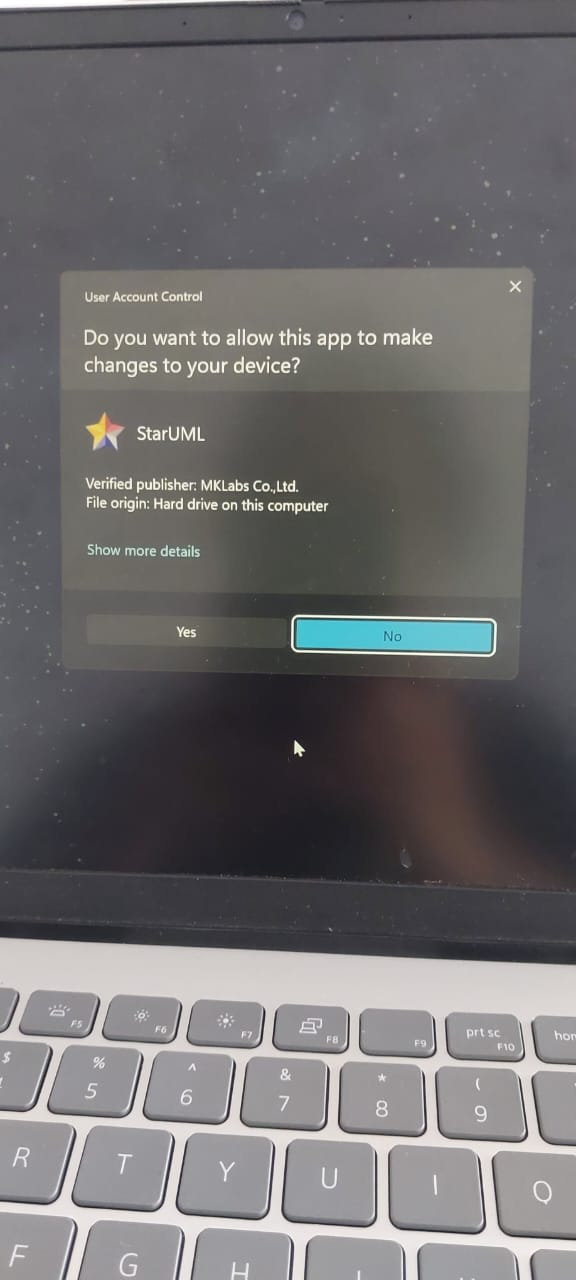 User Account Control
Do you want to allow this app to make
changes to your device?
StarUML
Verified publisher: MKLabs Co.,Ltd.
File origin: Hard drive on this computer
Show more details
Yes
No
F5
F6
F7
F8
F9
prt sc
F10
$
%
5
^
6
&
7
*
8
(
9
R
T
Y
U
I
O
F
G
H